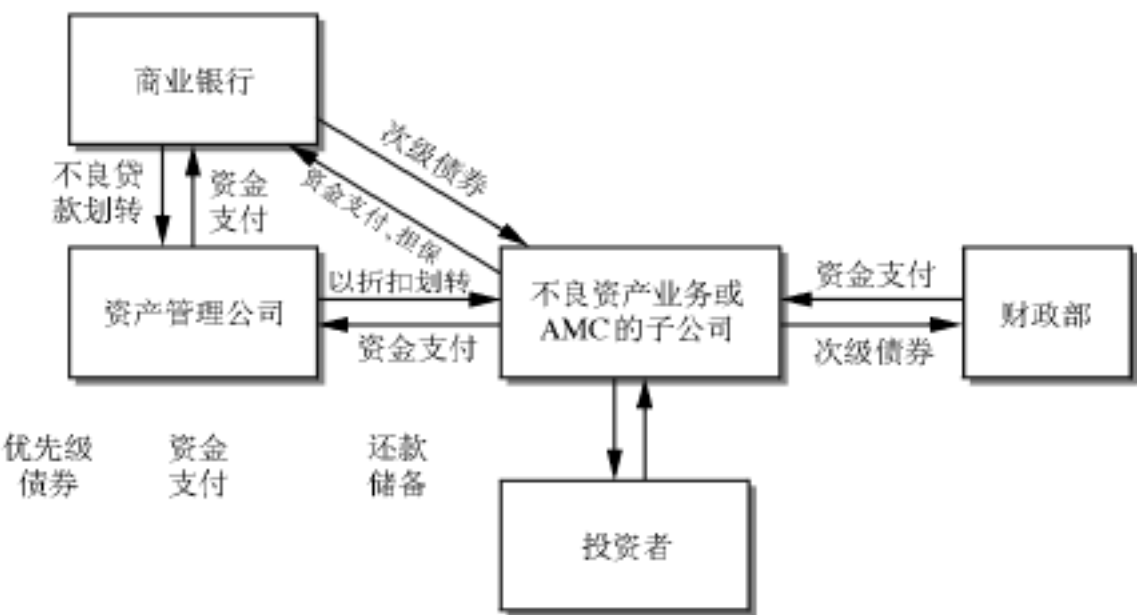 商业银行
次级债券
不良贷
款划转
资金
支付
资金支付、担保
以折扣划转
资产管理公司
资金支付
不良资产业务或
AMC的子公司
资金支付
次级债券
财政部
优先级
债券
资金
支付
还款
储备
投资者